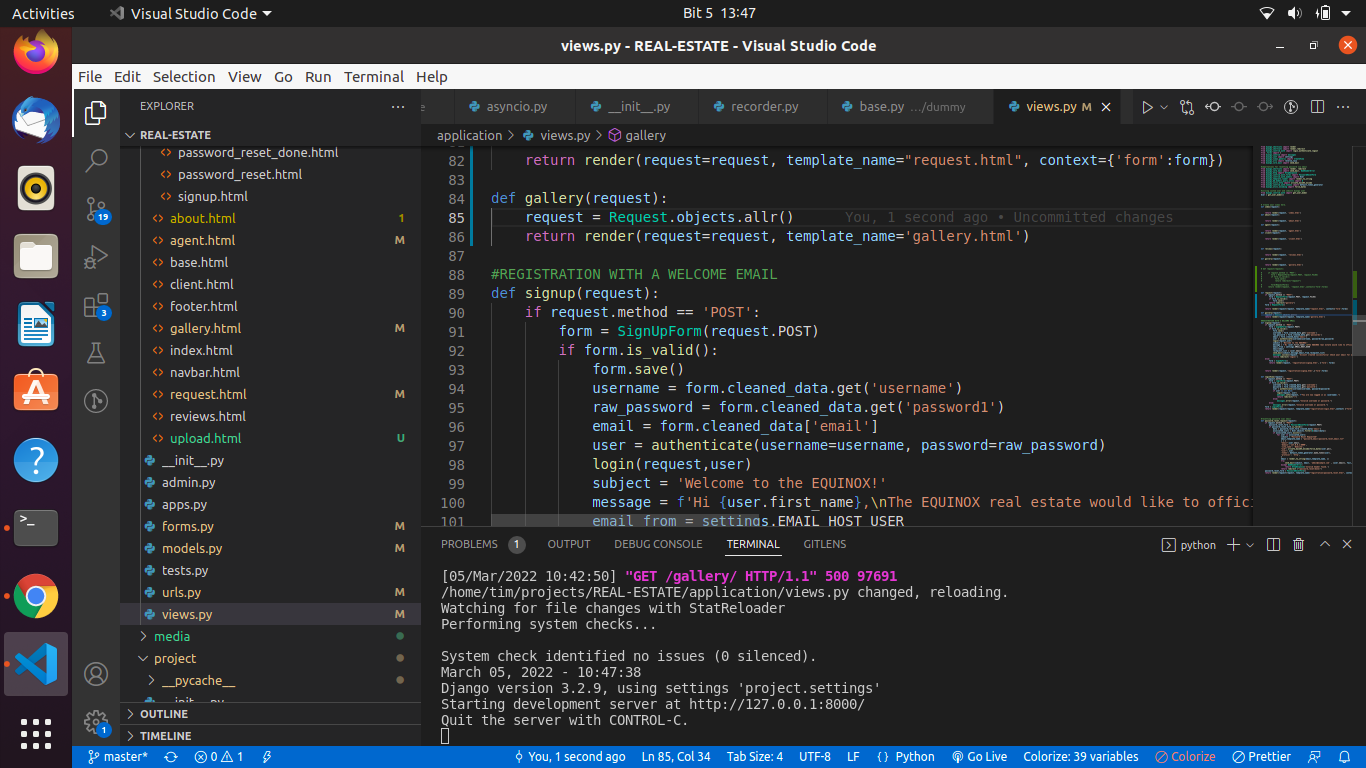 Activities
Visual Studio Code
Bit 5 13:47
views.py - REAL-ESTATE - Visual Studio Code
File Edit Selection View Go Run Terminal Help
EXPLORER
asyncio.py
__init__.py
recorder.py
base.py .../dummy
views.py M
REAL-ESTATE
application > views.py > gallery
password_reset_done.html
password_reset.html
signup.html
about.html 1
agent.html M
base.html
client.html
footer.html
gallery.html M
index.html
navbar.html
request.html M
reviews.html
upload.html U
__init__.py
admin.py
apps.py
forms.py M
models.py M
tests.py
urls.py M
views.py M
media
project
__pycache__
OUTLINE
TIMELINE
19
3
1
82 return render(request=request, template_name="request.html", context={'form':form})
83
84 def gallery(request):
85 request = Request.objects.allr() You, 1 second ago • Uncommitted changes
86 return render(request=request, template_name='gallery.html')
87
88 #REGISTRATION WITH A WELCOME EMAIL
89 def signup(request):
90 if request.method == 'POST':
91 form = SignUpForm(request.POST)
92 if form.is_valid():
93 form.save()
94 username = form.cleaned_data.get('username')
95 raw_password = form.cleaned_data.get('password1')
96 email = form.cleaned_data['email']
97 user = authenticate(username=username, password=raw_password)
98 login(request,user)
99 subject = 'Welcome to the EQUINOX!'
100 message = f'Hi {user.first_name},\nThe EQUINOX real estate would like to offici
101 email_from = settings.EMAIL_HOST_USER
PROBLEMS 1 OUTPUT DEBUG CONSOLE TERMINAL GITLENS
python
[05/Mar/2022 10:42:50] "GET /gallery/ HTTP/1.1" 500 97691
/home/tim/projects/REAL-ESTATE/application/views.py changed, reloading.
Watching for file changes with StatReloader
Performing system checks...
System check identified no issues (0 silenced).
March 05, 2022 - 10:47:38
Django version 3.2.9, using settings 'project.settings'
Starting development server at http://127.0.0.1:8000/
Quit the server with CONTROL-C.
master* 0 1 You, 1 second ago Ln 85, Col 34 Tab Size: 4 UTF-8 LF Python Go Live Colorize: 39 variables Colorize Prettier